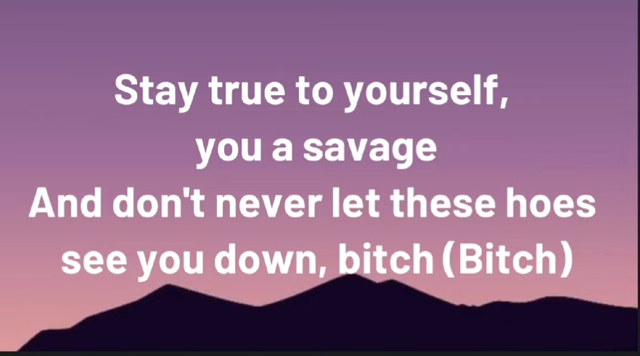 Stay true to yourself,
you a savage
And don't never let these hoes
see you down, bitch (Bitch)